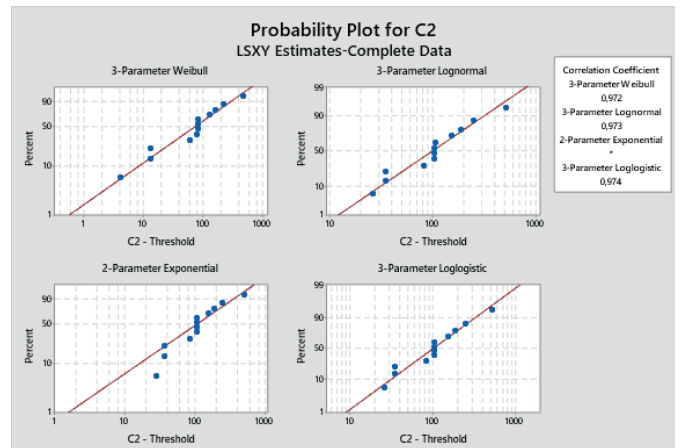 Probability Plot for C2
LSXY Estimates-Complete Data
3-Parameter Weibull
90
50
10
1
Percent
1
10
100
1000
C2 - Threshold
3-Parameter Lognormal
99
90
50
10
1
Percent
10
100
1000
C2 - Threshold
Correlation Coefficient
3-Parameter Weibull
0,972
3-Parameter Lognormal
0,973
2-Parameter Exponential
*
3-Parameter Loglogistic
0,974
2-Parameter Exponential
90
50
10
1
Percent
1
10
100
1000
C2 - Threshold
3-Parameter Loglogistic
99
90
50
10
1
Percent
10
100
1000
C2 - Threshold